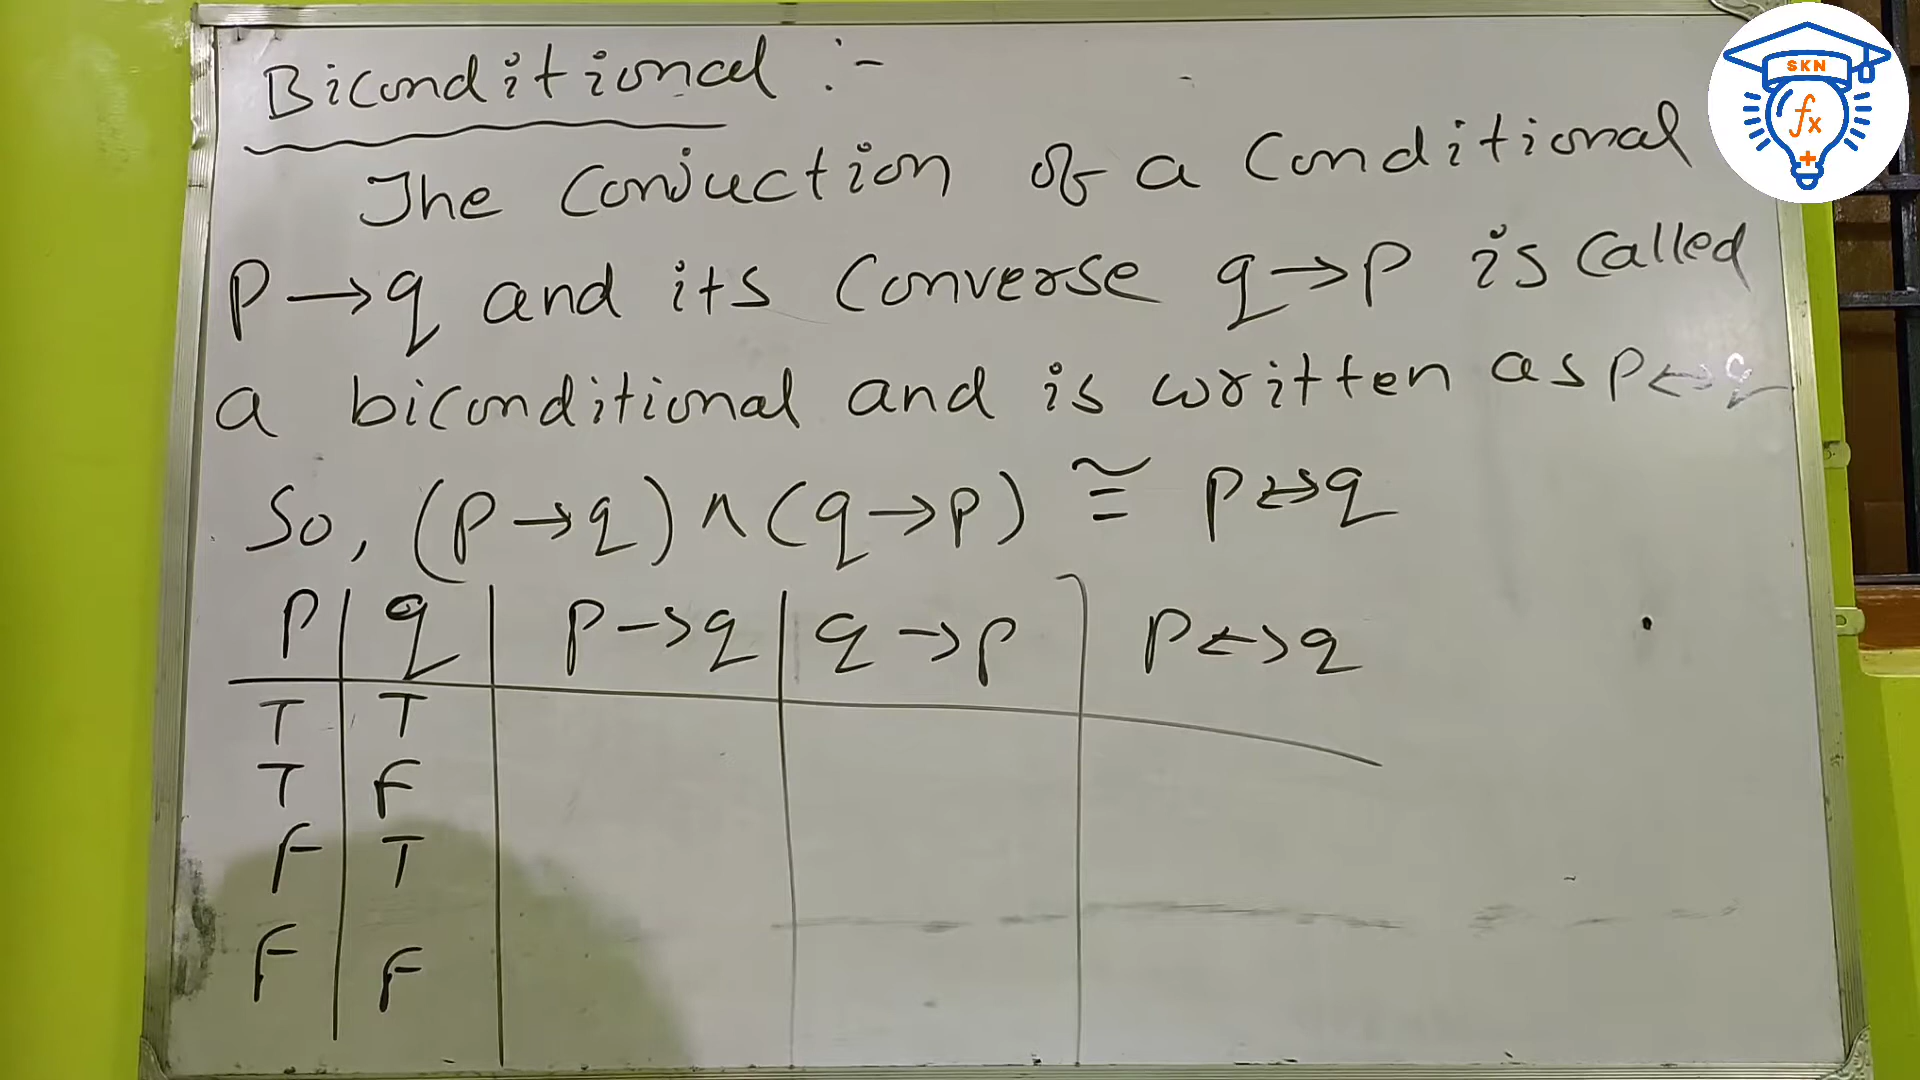 Biconditional :-
The Conjuction of a Conditional
P → q and its Converse q → p is called
a biconditional and is written as p ↔ q
So, (p → q) ∧ (q → p) ≅ p ↔ q
P | q | p → q | q → p | p ↔ q
T | T
T | F
F | T
F | F
SKN
fx
+